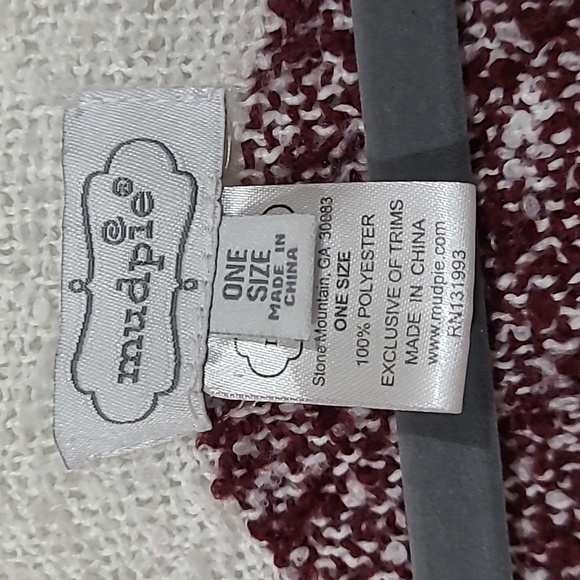 mudpie®
ONE
SIZE
MADE IN
CHINA
Stone Mountain, GA 30083
ONE SIZE
100% POLYESTER
EXCLUSIVE OF TRIMS
MADE IN CHINA
www.mudpie.com
RN131993